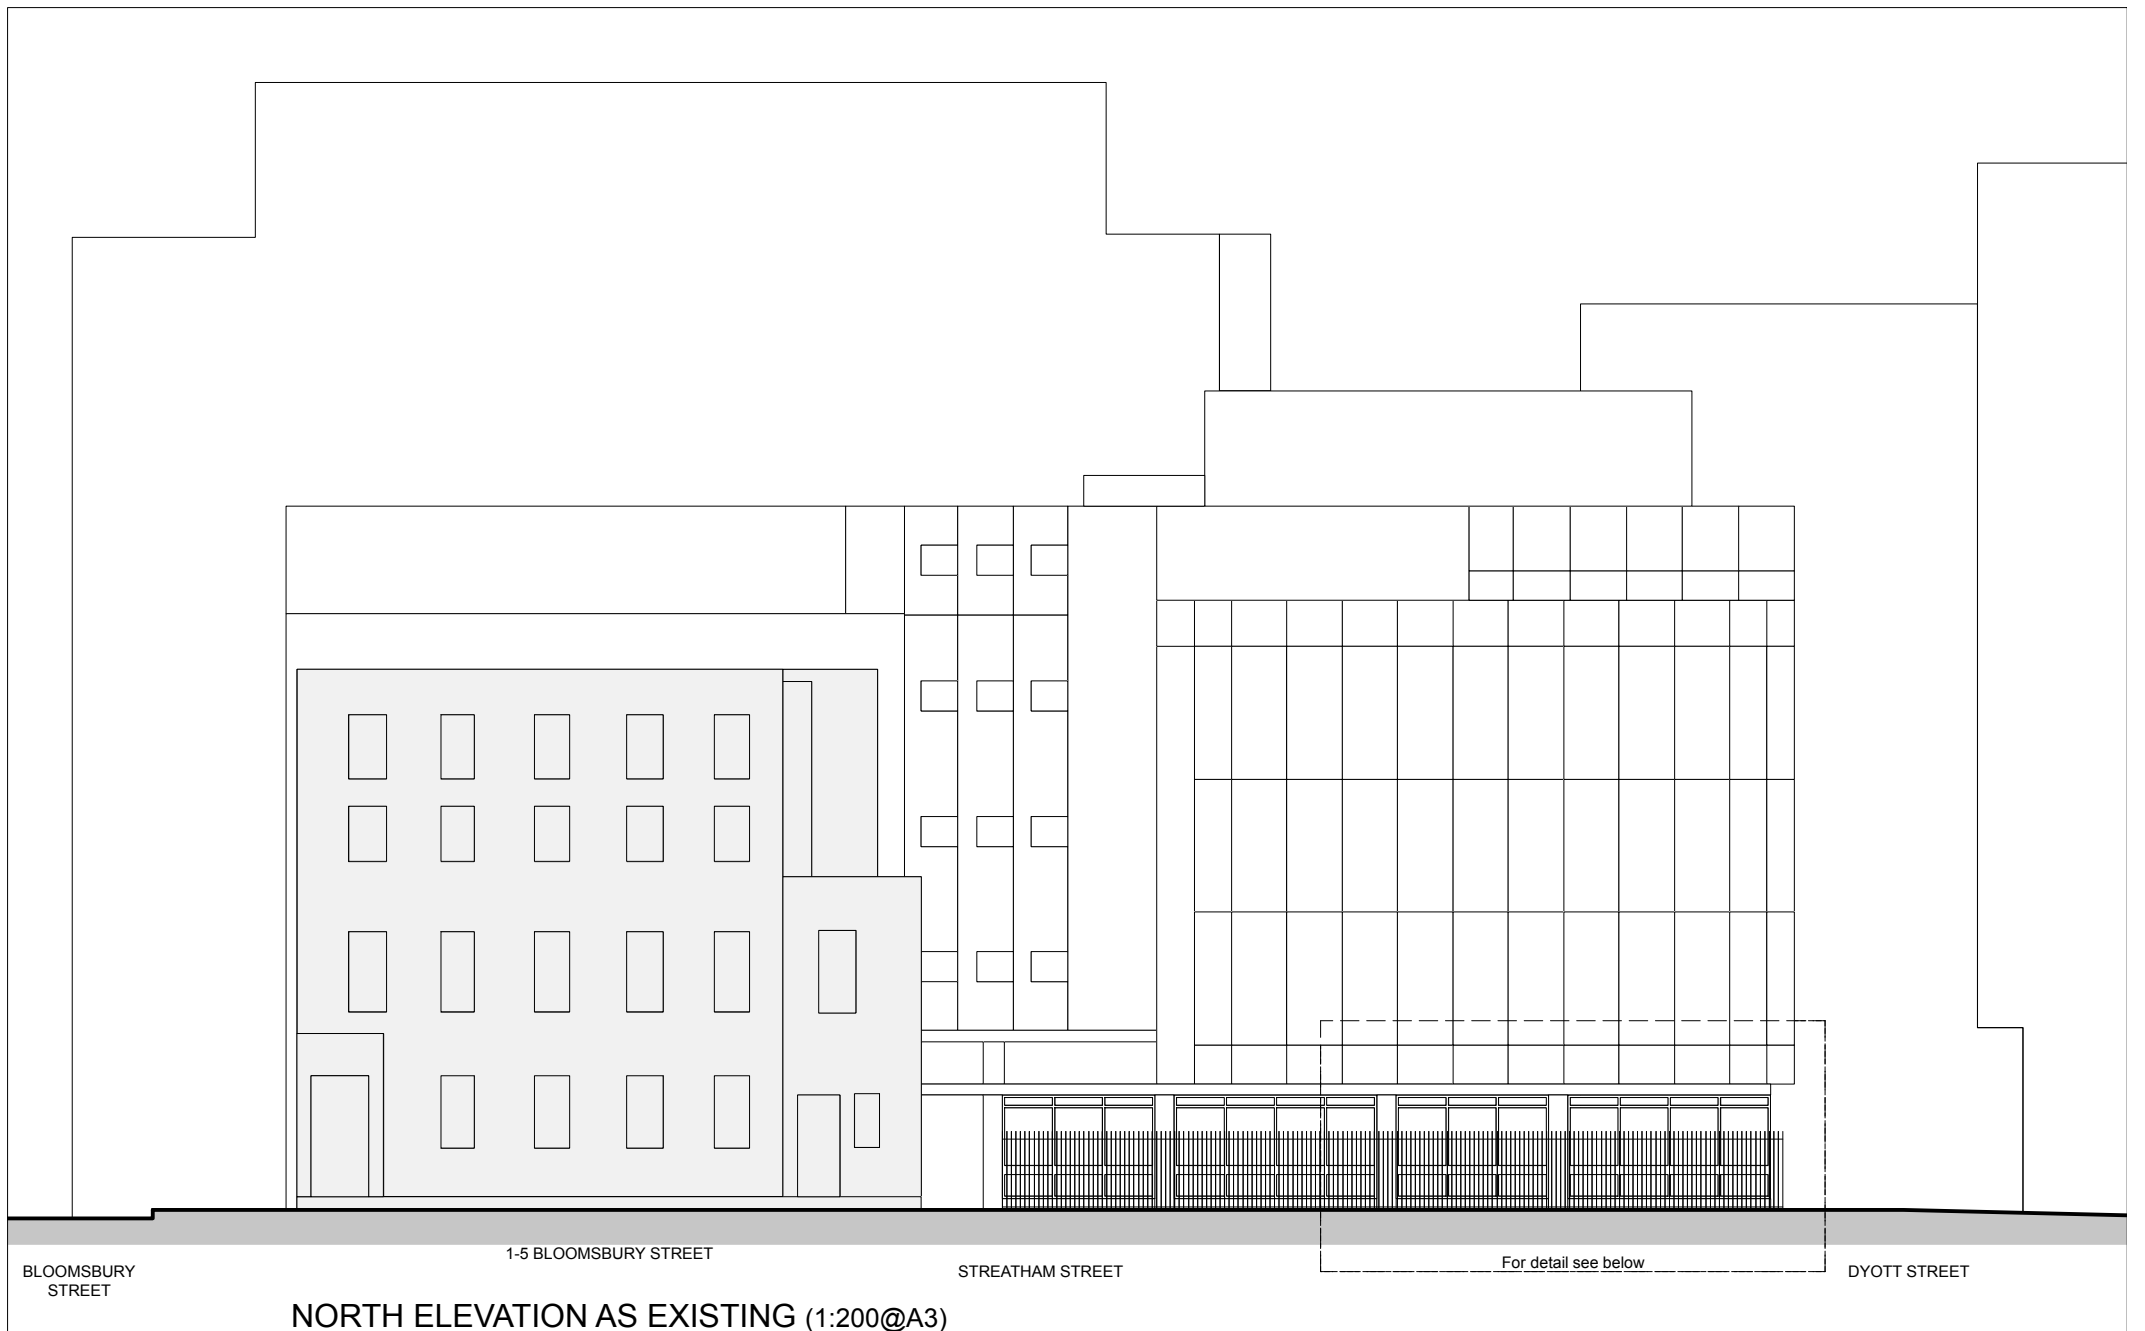 1-5 BLOOMSBURY STREET
BLOOMSBURY
STREET
STREATHAM STREET
For detail see below
DYOTT STREET
NORTH ELEVATION AS EXISTING (1:200@A3)